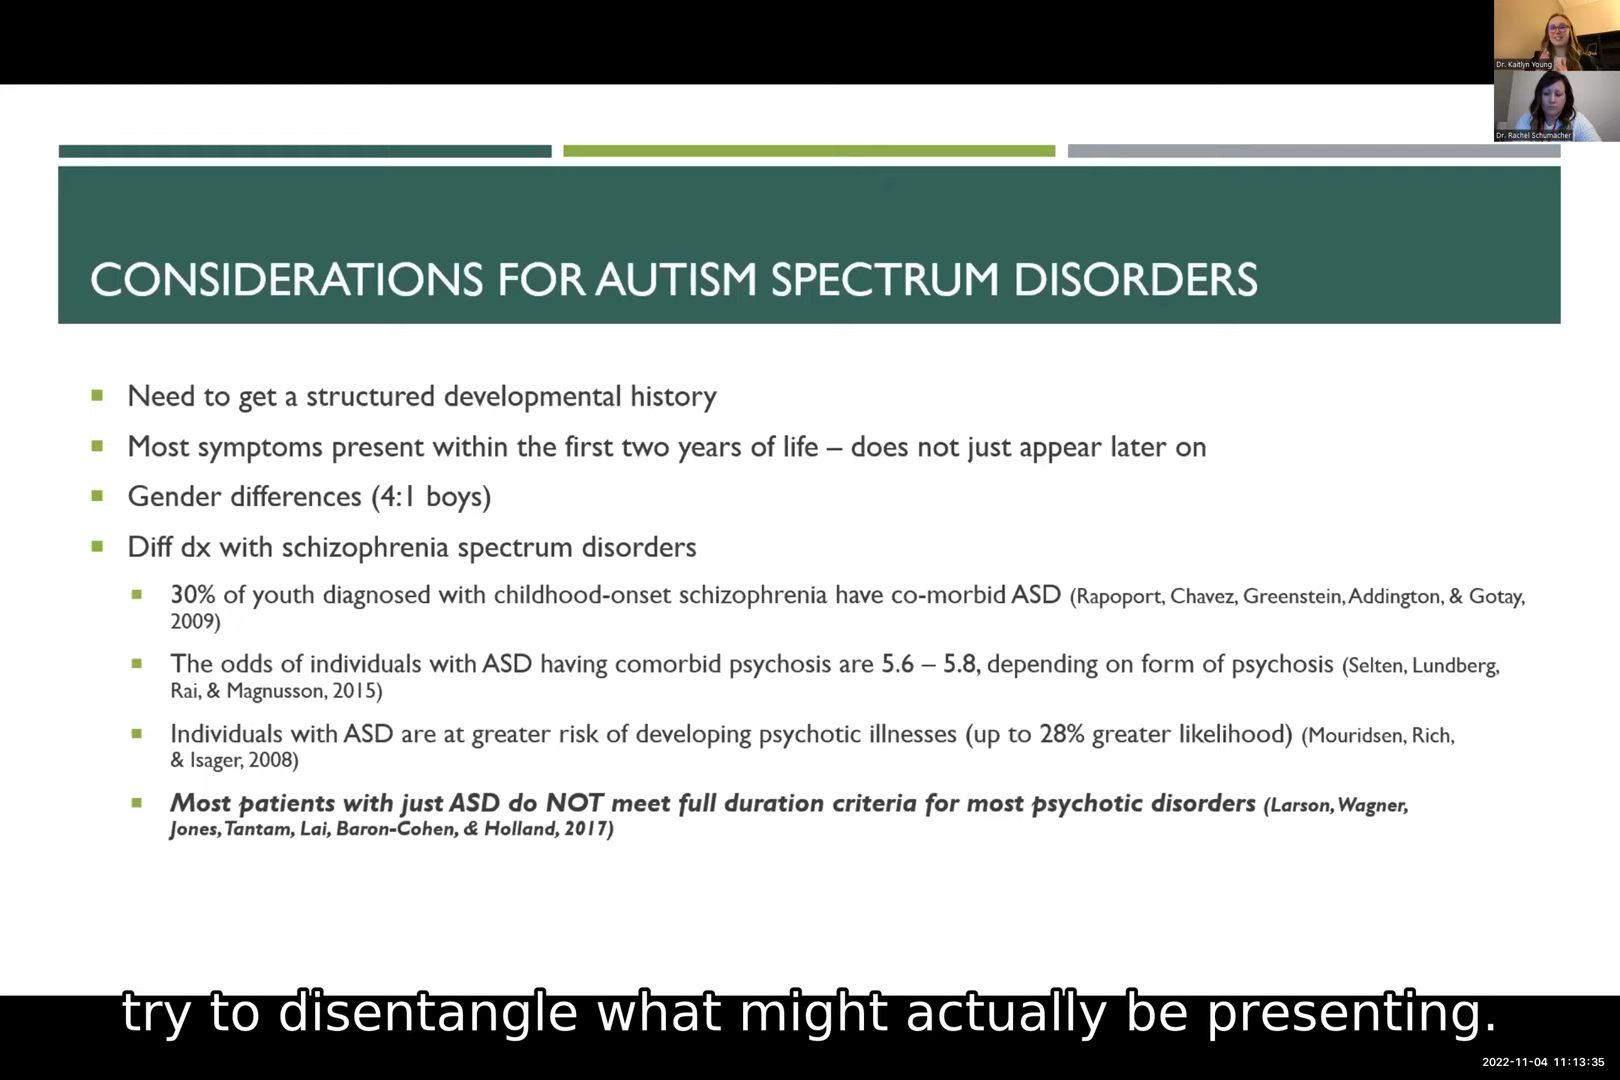 Dr. Kaitlyn Young
Dr. Rachel Schumacher
CONSIDERATIONS FOR AUTISM SPECTRUM DISORDERS
Need to get a structured developmental history
Most symptoms present within the first two years of life – does not just appear later on
Gender differences (4:1 boys)
Diff dx with schizophrenia spectrum disorders
30% of youth diagnosed with childhood-onset schizophrenia have co-morbid ASD (Rapoport, Chavez, Greenstein, Addington, & Gotay,
2009)
The odds of individuals with ASD having comorbid psychosis are 5.6 – 5.8, depending on form of psychosis (Selten, Lundberg,
Rai, & Magnusson, 2015)
Individuals with ASD are at greater risk of developing psychotic illnesses (up to 28% greater likelihood) (Mouridsen, Rich,
& Isager, 2008)
Most patients with just ASD do NOT meet full duration criteria for most psychotic disorders (Larson, Wagner,
Jones, Tantam, Lai, Baron-Cohen, & Holland, 2017)
try to disentangle what might actually be presenting.
2022-11-04 11:13:35